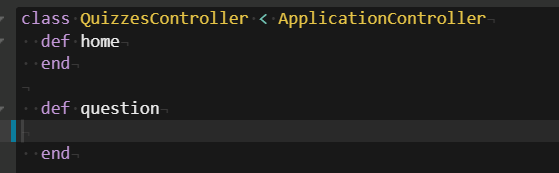 class QuizzesController < ApplicationController
  def home
  end

  def question

  end